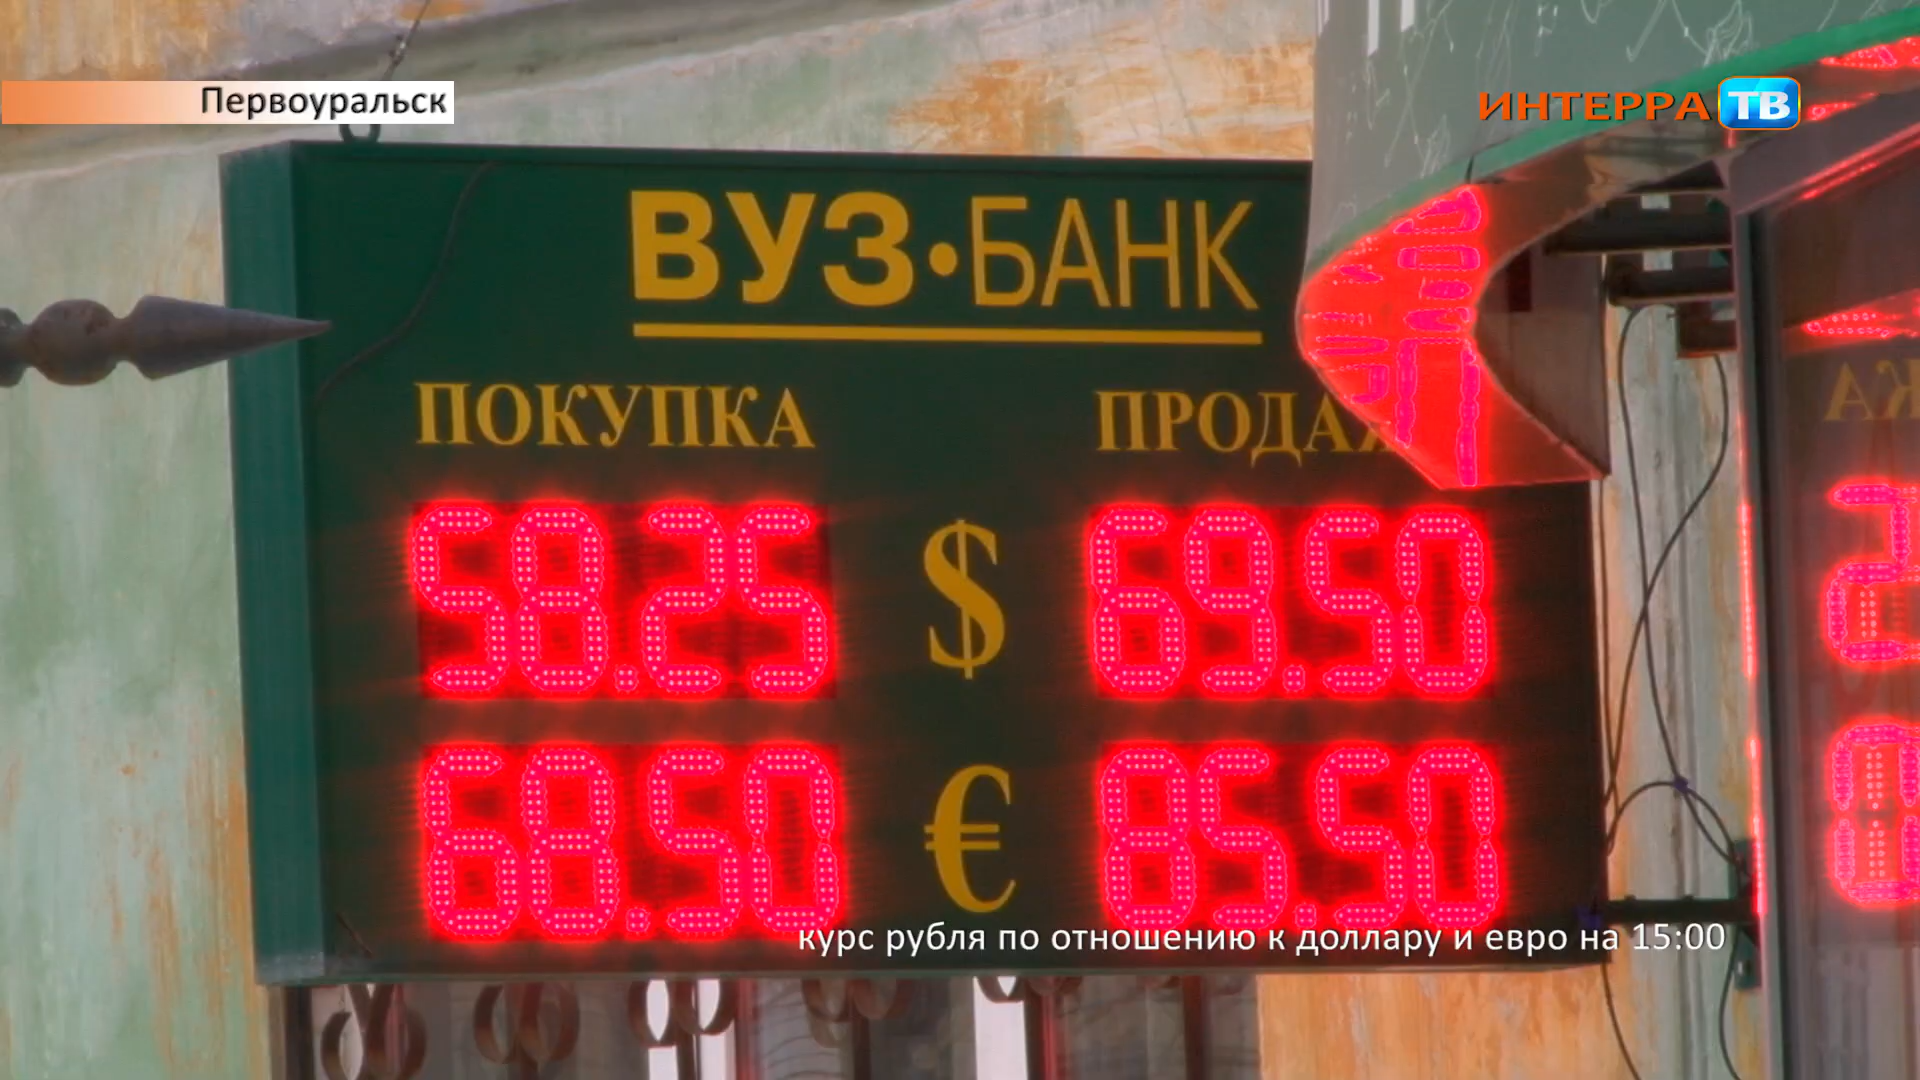 Первоуральск
ИНТЕРРА ТВ
ВУЗ•БАНК
ПОКУПКА ПРОДАЖ
58.25 $ 69.50
68.50 € 85.50
курс рубля по отношению к доллару и евро на 15:00